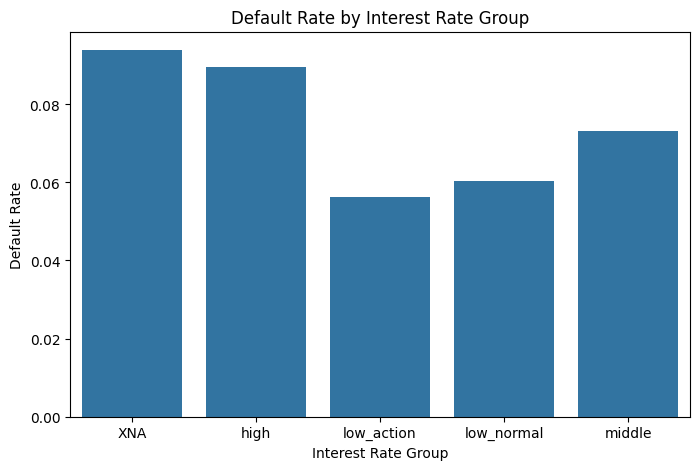 Default Rate by Interest Rate Group
Default Rate
0.08
0.06
0.04
0.02
0.00
XNA
high
low_action
low_normal
middle
Interest Rate Group